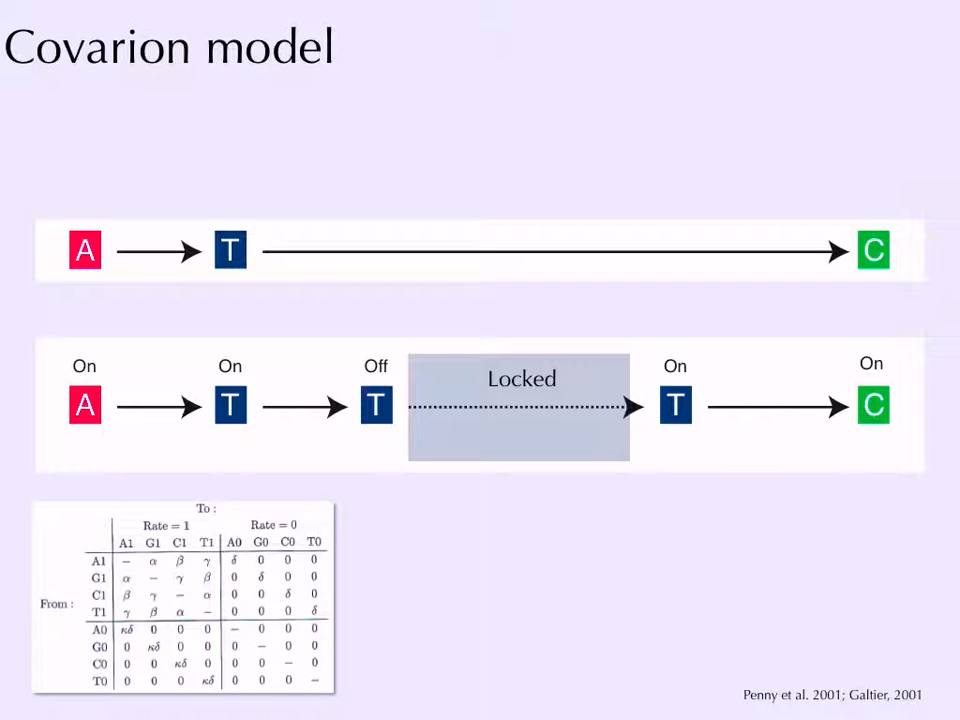 Covarion model
A T C
On On Off On On
Locked
A T T T C
To :
Rate = 1 Rate = 0
A1 G1 C1 T1 A0 G0 C0 T0
A1 – α β γ δ 0 0 0
G1 α – γ β 0 δ 0 0
C1 β γ – α 0 0 δ 0
From : T1 γ β α – 0 0 0 δ
A0 κδ 0 0 0 – 0 0 0
G0 0 κδ 0 0 0 – 0 0
C0 0 0 κδ 0 0 0 – 0
T0 0 0 0 κδ 0 0 0 –
Penny et al. 2001; Galtier, 2001